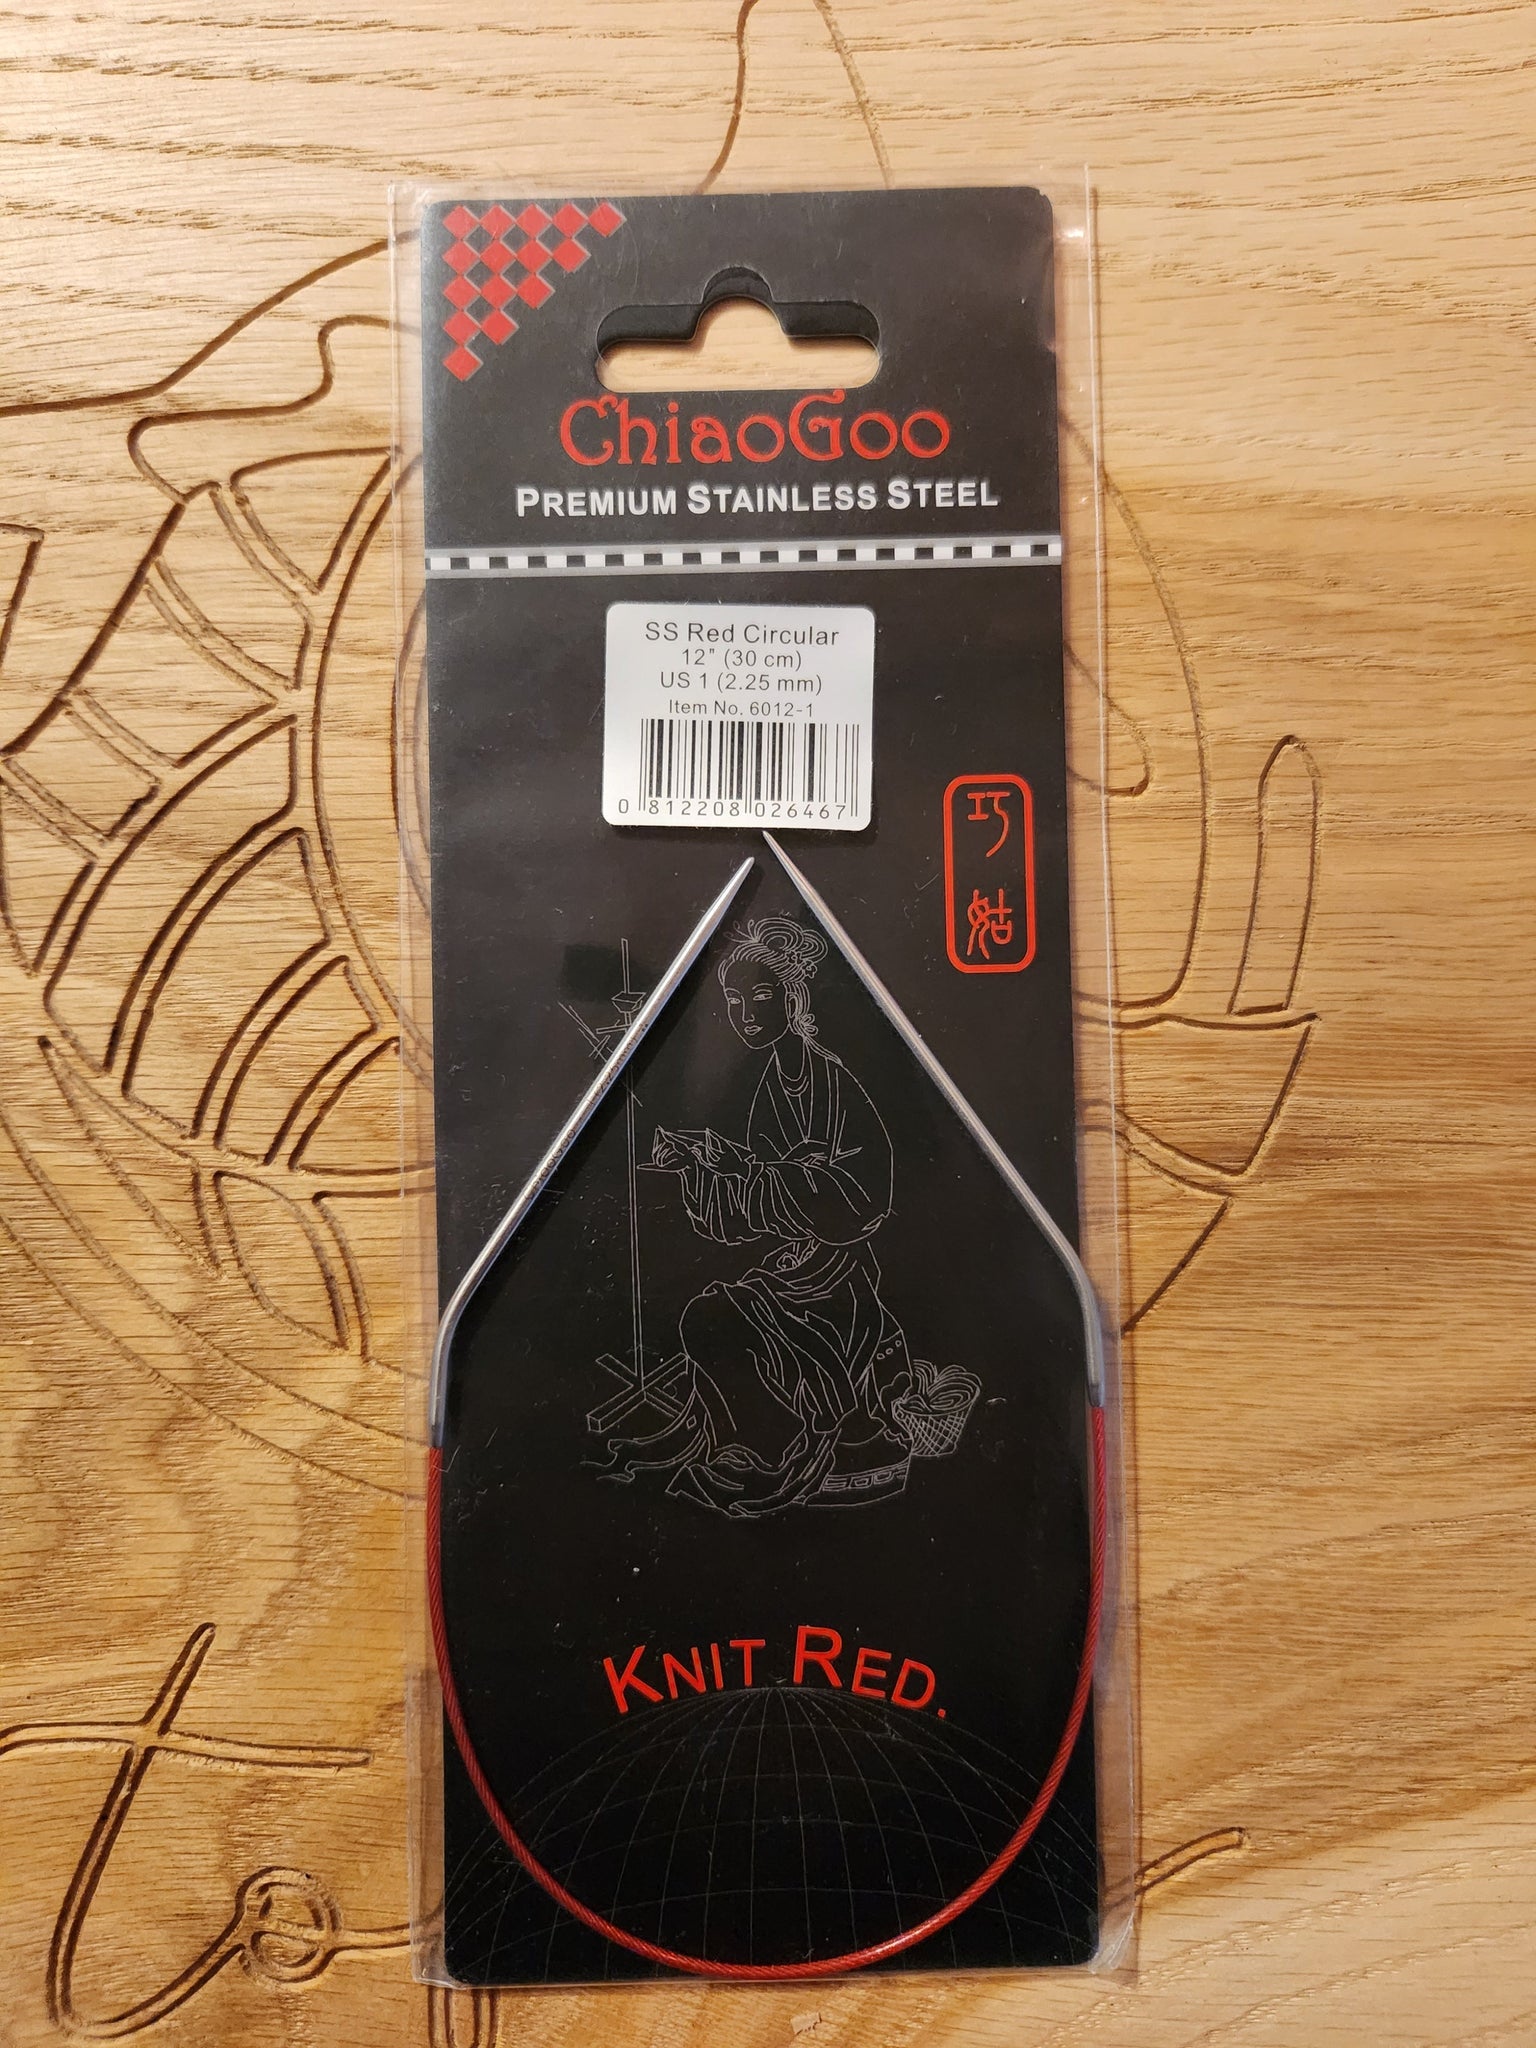 ChiaoGoo
PREMIUM STAINLESS STEEL
SS Red Circular
12" (30 cm)
US 1 (2.25 mm)
Item No. 6012-1
0 812208 026467
巧
姑
KNIT RED.